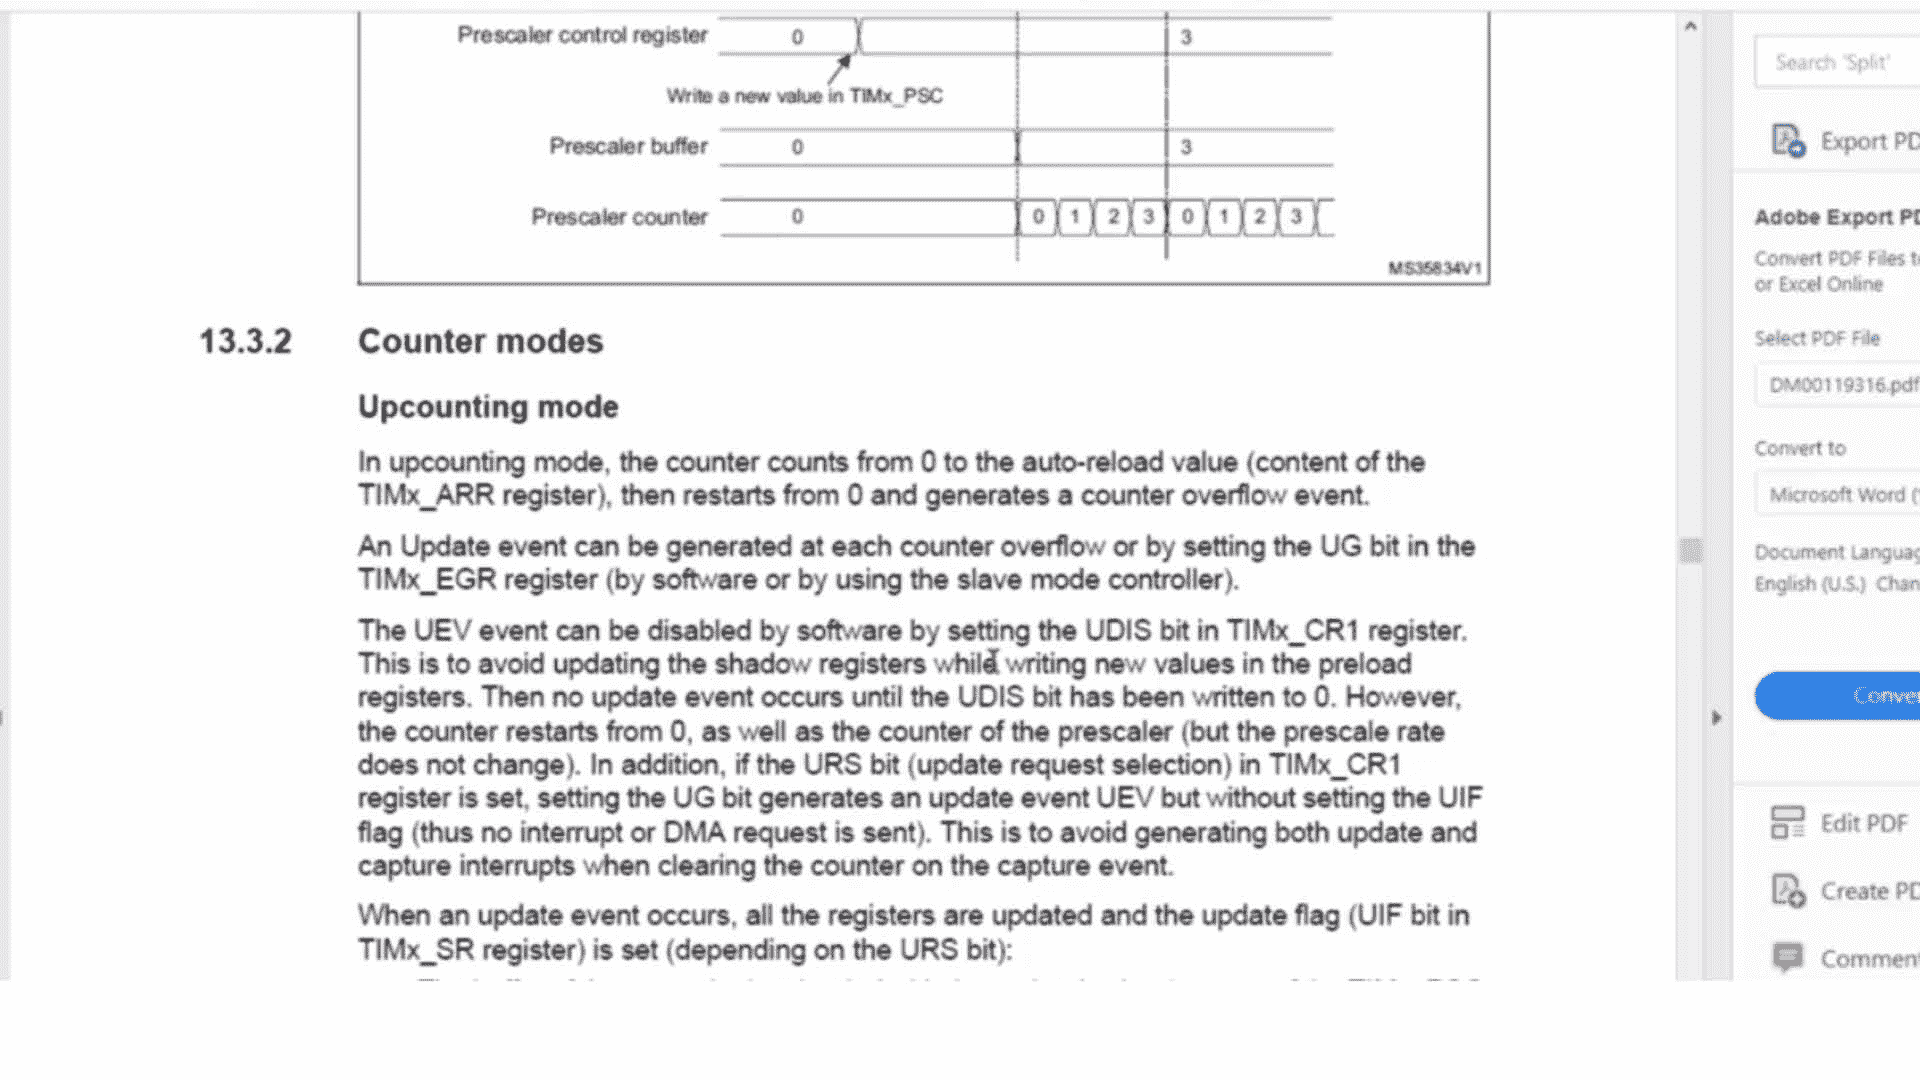 Prescaler control register 0 3
Write a new value in TIMx_PSC
Prescaler buffer 0 3
Prescaler counter 0 0 1 2 3 0 1 2 3
MS35834V1
13.3.2 Counter modes
Upcounting mode
In upcounting mode, the counter counts from 0 to the auto-reload value (content of the
TIMx_ARR register), then restarts from 0 and generates a counter overflow event.
An Update event can be generated at each counter overflow or by setting the UG bit in the
TIMx_EGR register (by software or by using the slave mode controller).
The UEV event can be disabled by software by setting the UDIS bit in TIMx_CR1 register.
This is to avoid updating the shadow registers while writing new values in the preload
registers. Then no update event occurs until the UDIS bit has been written to 0. However,
the counter restarts from 0, as well as the counter of the prescaler (but the prescale rate
does not change). In addition, if the URS bit (update request selection) in TIMx_CR1
register is set, setting the UG bit generates an update event UEV but without setting the UIF
flag (thus no interrupt or DMA request is sent). This is to avoid generating both update and
capture interrupts when clearing the counter on the capture event.
When an update event occurs, all the registers are updated and the update flag (UIF bit in
TIMx_SR register) is set (depending on the URS bit):
Search 'Split'
Export PD
Adobe Export PD
Convert PDF Files to
or Excel Online
Select PDF File
DM00119316.pdf
Convert to
Microsoft Word (
Document Languag
English (U.S.) Chan
Conver
Edit PDF
Create PD
Comment